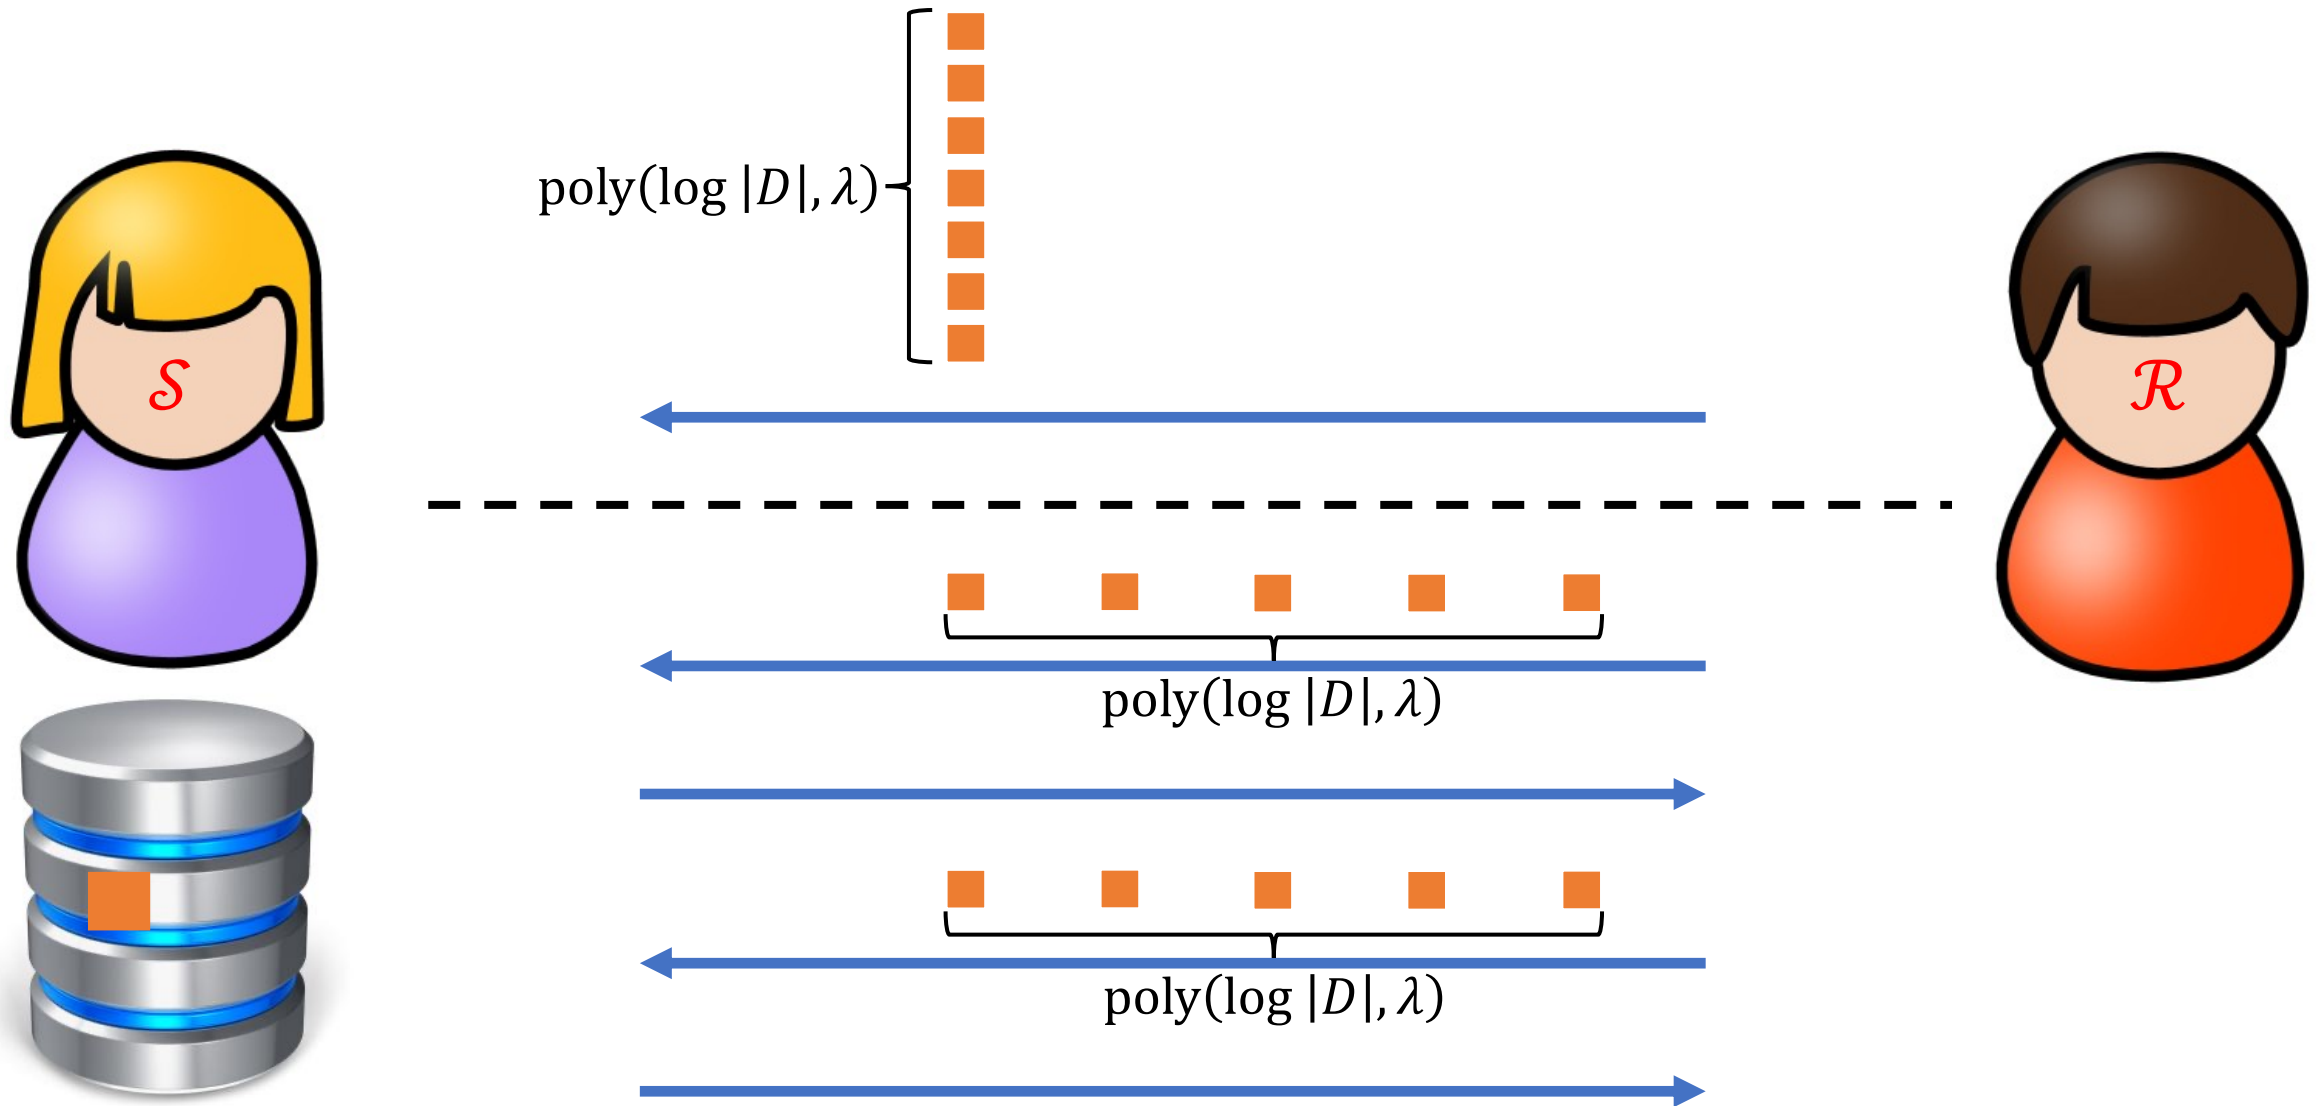 poly(log |D|, λ)
𝒮
ℛ
poly(log |D|, λ)
poly(log |D|, λ)